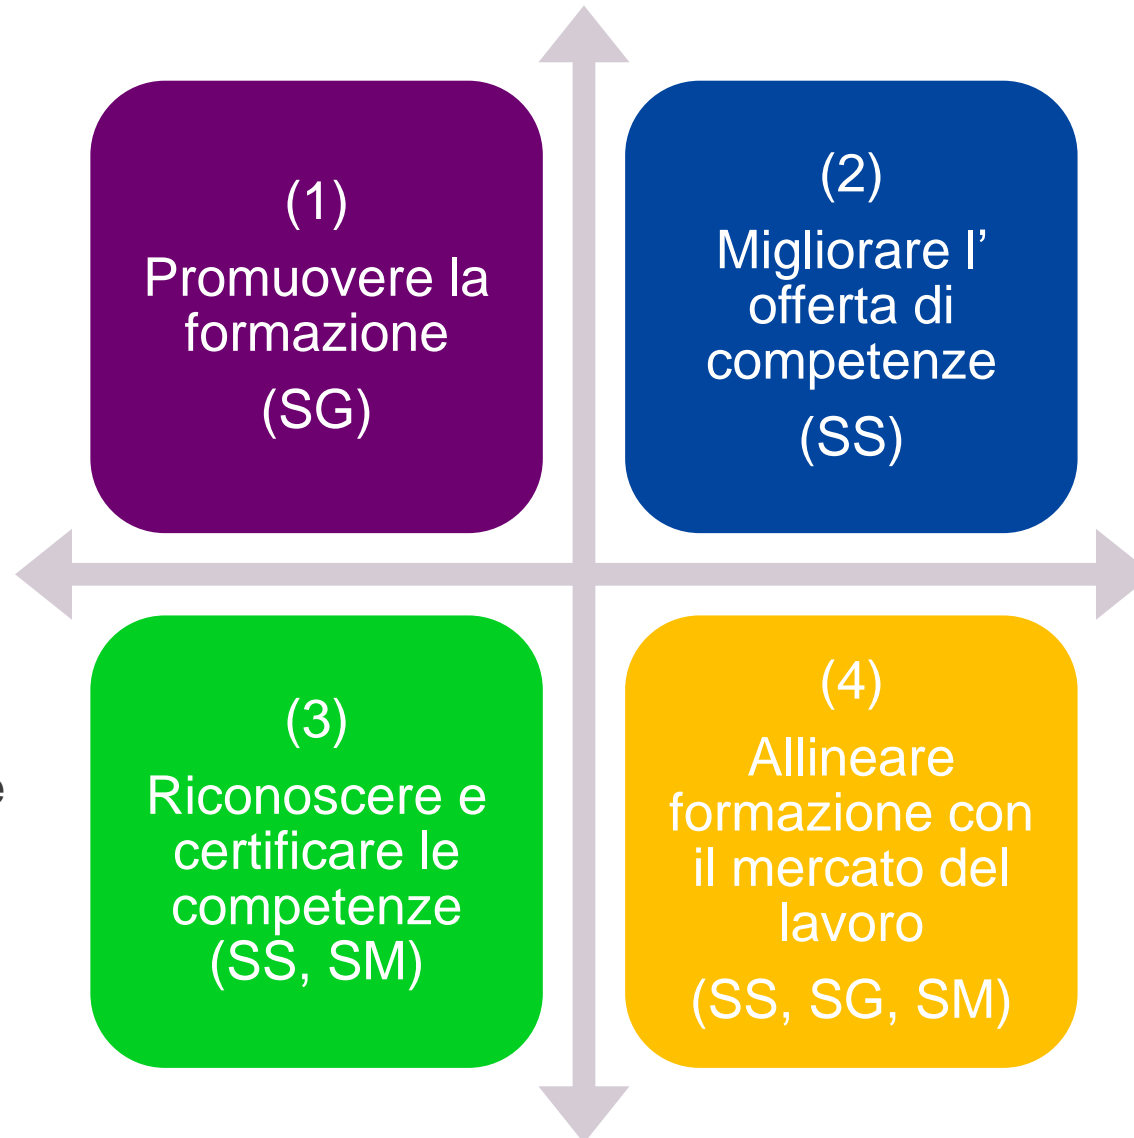 (1)
Promuovere la
formazione
(SG)
(2)
Migliorare l’
offerta di
competenze
(SS)
e
(3)
Riconoscere e
certificare le
competenze
(SS, SM)
(4)
Allineare
formazione con
il mercato del
lavoro
(SS, SG, SM)